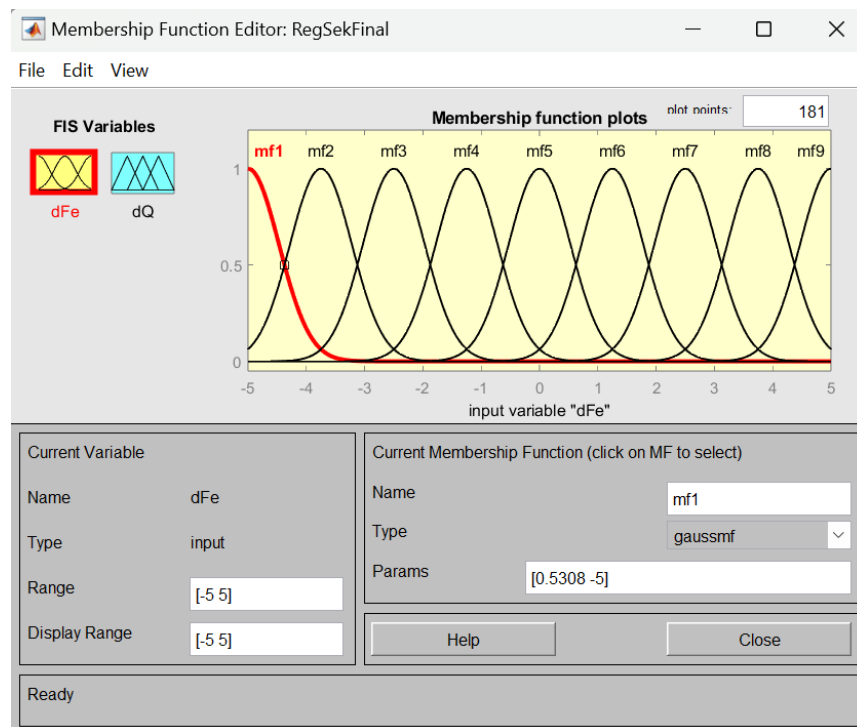 Membership Function Editor: RegSekFinal
File Edit View
FIS Variables
dFe dQ
Membership function plots
plot points:
181
mf1 mf2 mf3 mf4 mf5 mf6 mf7 mf8 mf9
1
0.5
0
-5 -4 -3 -2 -1 0 1 2 3 4 5
input variable "dFe"
Current Variable
Name dFe
Type input
Range [-5 5]
Display Range [-5 5]
Current Membership Function (click on MF to select)
Name mf1
Type gaussmf
Params [0.5308 -5]
Help Close
Ready